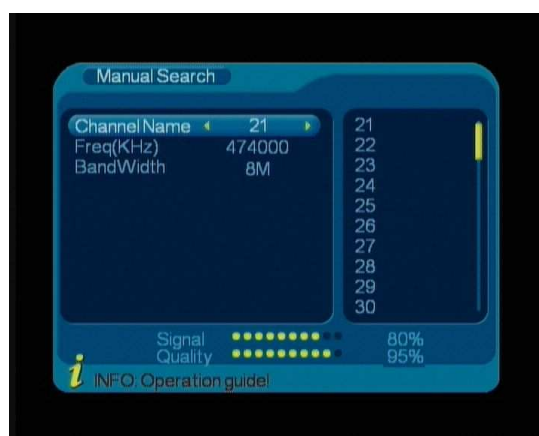 Manual Search
Channel Name 21
Freq(KHz) 474000
BandWidth 8M
21
22
23
24
25
26
27
28
29
30
Signal 80%
Quality 95%
i INFO: Operation guide!